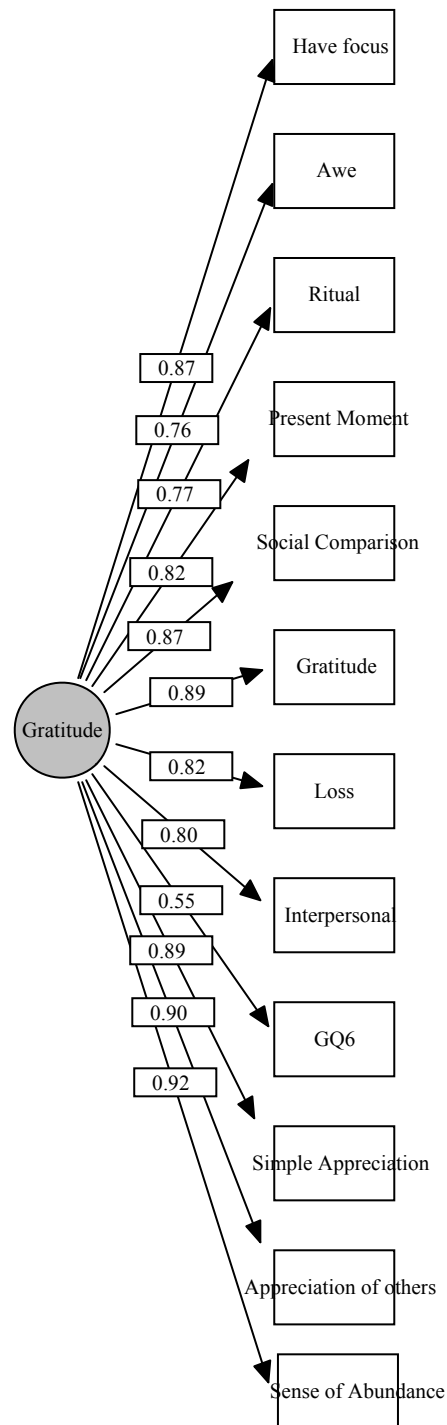 Have focus
Awe
Ritual
0.87
Present Moment
0.76
0.77
Social Comparison
0.82
0.87
Gratitude
0.89
Gratitude
0.82
Loss
0.80
0.55
Interpersonal
0.89
0.90
GQ6
0.92
Simple Appreciation
Appreciation of others
Sense of Abundance